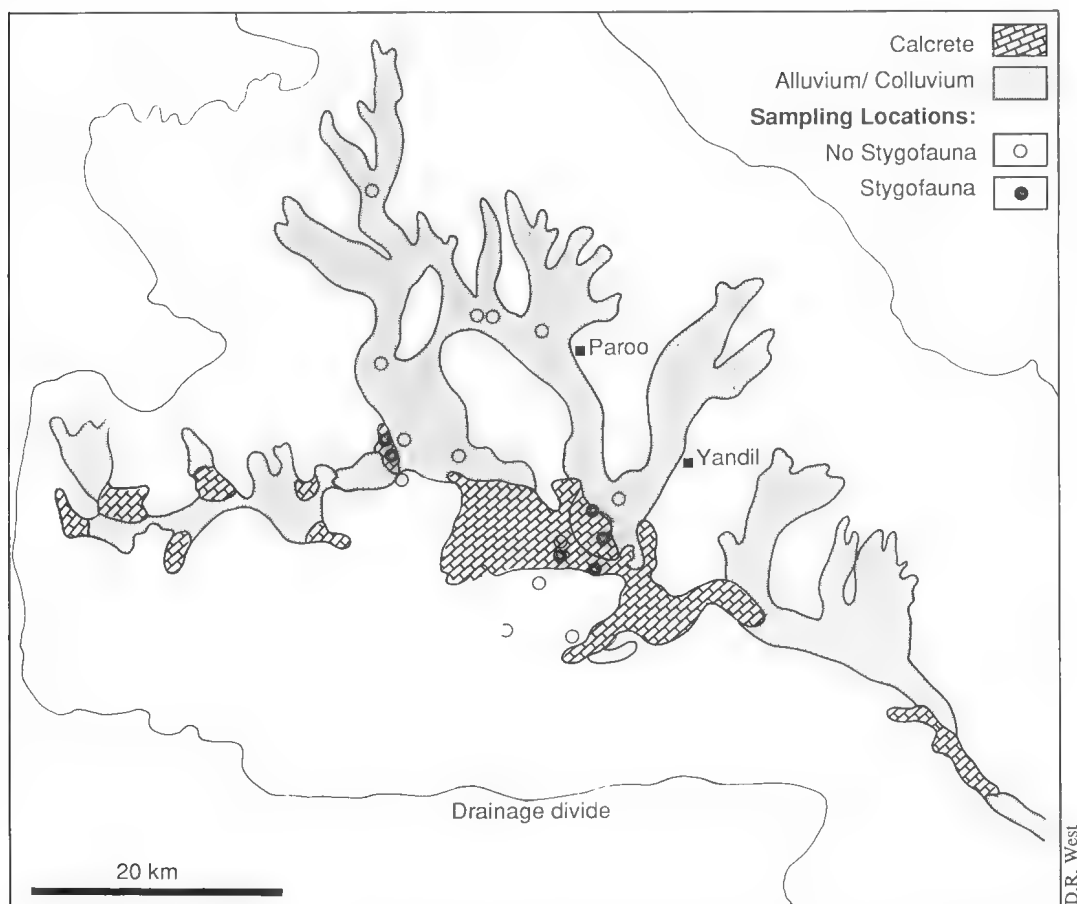 Calcrete
Alluvium/ Colluvium
Sampling Locations:
No Stygofauna
Stygofauna
Paroo
Yandil
Drainage divide
20 km
D.R. West